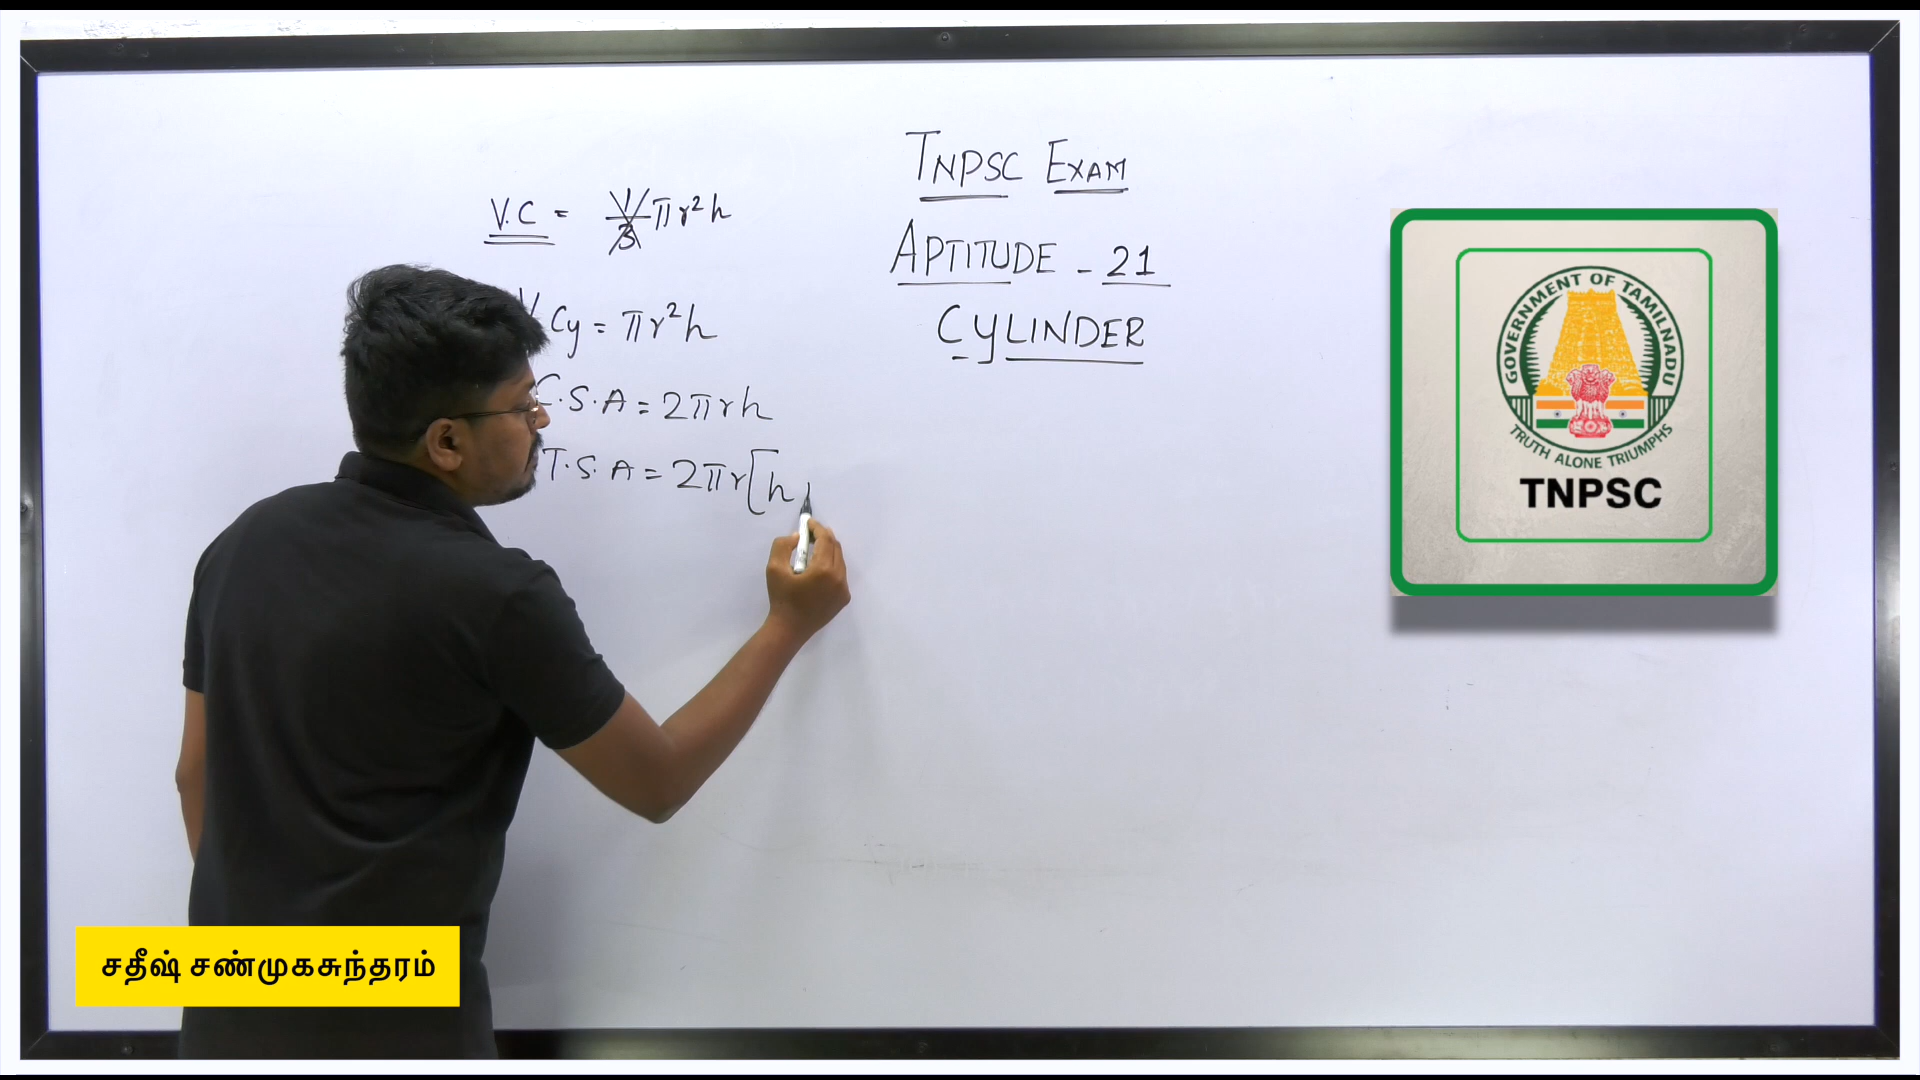 TNPSC EXAM
APTITUDE - 21
CYLINDER
V.C = 1/3 πr²h
V Cy = πr²h
C.S.A = 2πrh
T.S.A = 2πr[h
GOVERNMENT OF TAMILNADU
TRUTH ALONE TRIUMPHS
TNPSC
சதீஷ் சண்முகசுந்தரம்